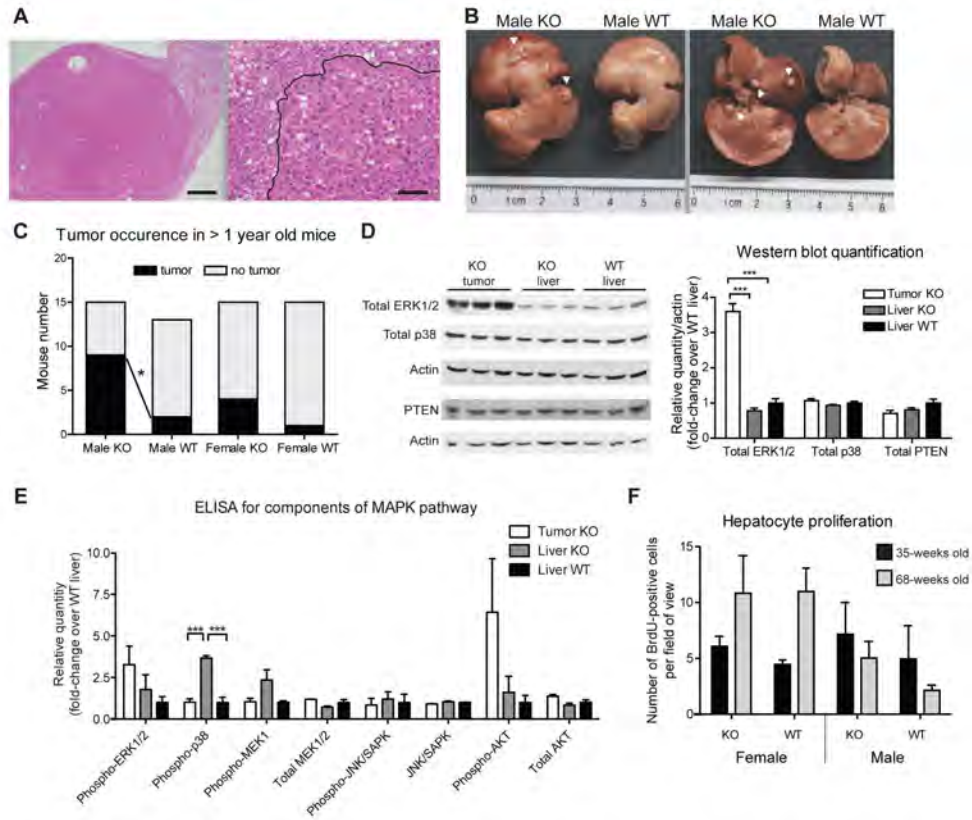 A
B
Male KO Male WT Male KO Male WT
0 1cm 2 3 4 5 6 0 1cm 2 3 4 5 6
C
Tumor occurence in > 1 year old mice
tumor no tumor
Mouse number
20
15
10
5
0
*
Male KO Male WT Female KO Female WT
D
KO tumor KO liver WT liver
Total ERK1/2
Total p38
Actin
PTEN
Actin
Western blot quantification
Relative quantity/actin
(fold-change over WT liver)
4
3
2
1
0
***
***
Tumor KO
Liver KO
Liver WT
Total ERK1/2 Total p38 Total PTEN
E
ELISA for components of MAPK pathway
Relative quantity
(fold-change over WT liver)
10.0
7.5
5.0
2.5
0.0
*** ***
Tumor KO
Liver KO
Liver WT
Phospho-ERK1/2
Phospho-p38
Phospho-MEK1
Total MEK1/2
Phospho-JNK/SAPK
JNK/SAPK
Phospho-AKT
Total AKT
F
Hepatocyte proliferation
Number of BrdU-positive cells
per field of view
15
10
5
0
35-weeks old
68-weeks old
KO WT KO WT
Female Male